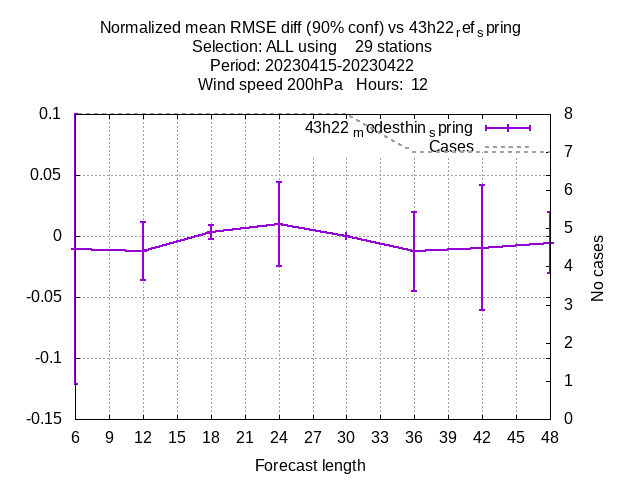 Normalized mean RMSE diff (90% conf) vs 43h22refspring
Selection: ALL using    29 stations
Period: 20230415-20230422
Wind speed 200hPa   Hours:  12
43h22modesthinspring
Cases
0.1
0.05
0
-0.05
-0.1
-0.15
8
7
6
5
4
3
2
1
0
No cases
6 9 12 15 18 21 24 27 30 33 36 39 42 45 48
Forecast length